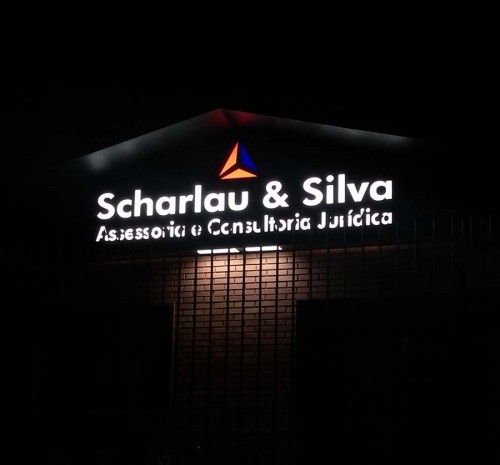 Scharlau & Silva
Assessoria e Consultoria Jurídica